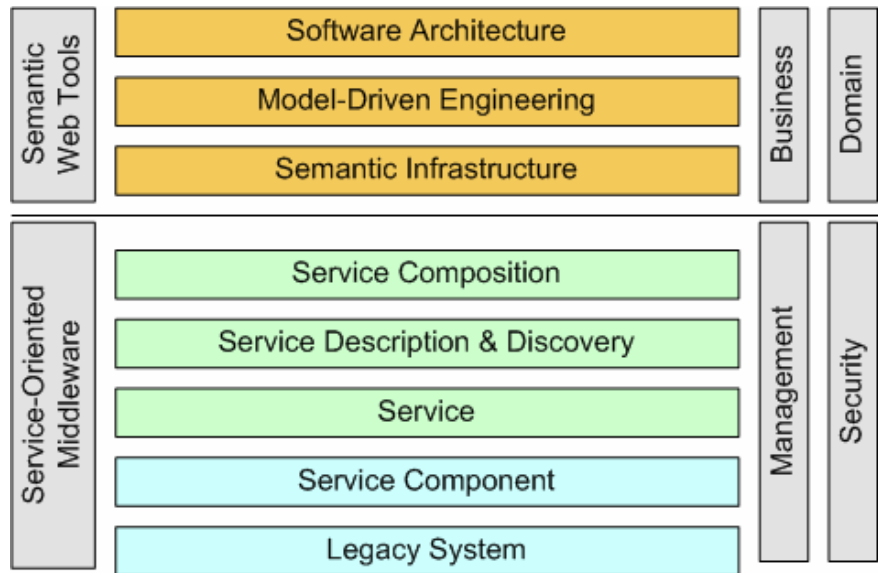 Semantic
Web Tools
Software Architecture
Model-Driven Engineering
Semantic Infrastructure
Business
Domain
Service-Oriented
Middleware
Service Composition
Service Description & Discovery
Service
Service Component
Legacy System
Management
Security